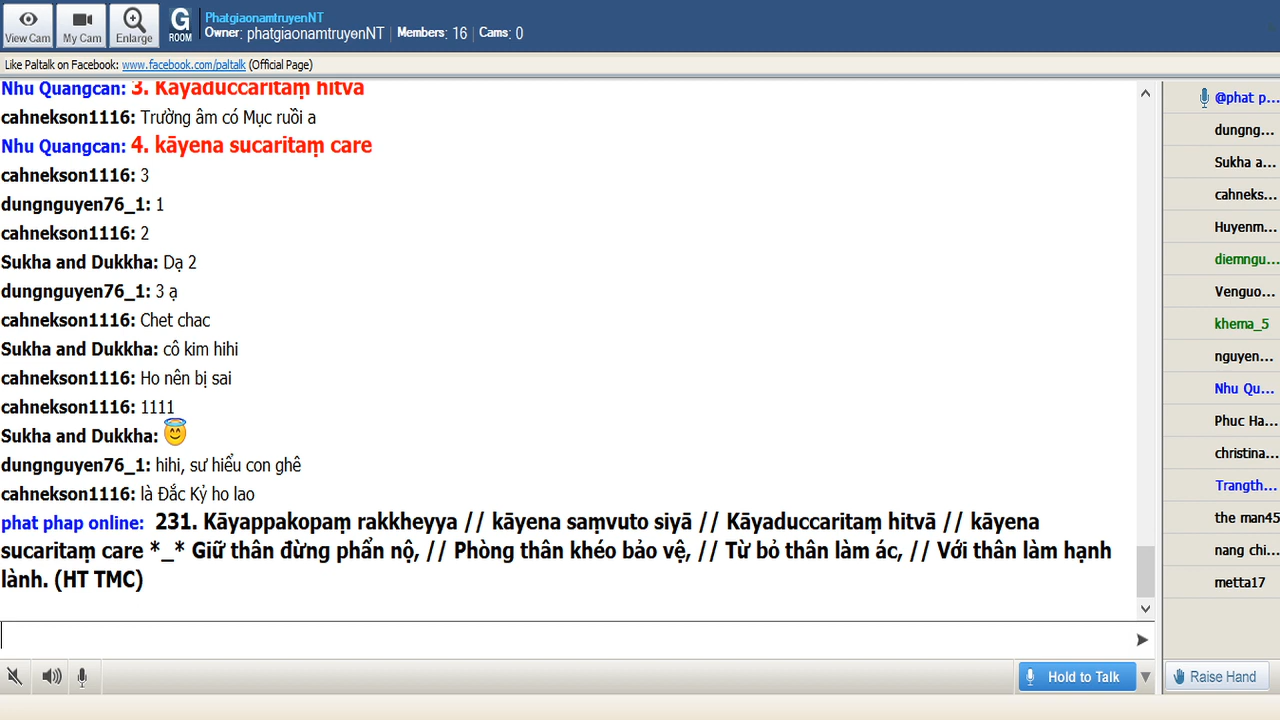 PhatgiaonamtruyenNT
G
View Cam My Cam Enlarge ROOM Owner: phatgiaonamtruyenNT | Members: 16 | Cams: 0
Like Paltalk on Facebook: www.facebook.com/paltalk (Official Page)
Nhu Quangcan: 3. Kāyaduccaritaṃ hitvā
cahnekson1116: Trường âm có Mục ruồi a
Nhu Quangcan: 4. kāyena sucaritaṃ care
cahnekson1116: 3
dungnguyen76_1: 1
cahnekson1116: 2
Sukha and Dukkha: Dạ 2
dungnguyen76_1: 3 ạ
cahnekson1116: Chet chac
Sukha and Dukkha: cô kim hihi
cahnekson1116: Ho nên bị sai
cahnekson1116: 1111
Sukha and Dukkha:
dungnguyen76_1: hihi, sư hiểu con ghê
cahnekson1116: là Đắc Kỷ ho lao
phat phap online: 231. Kāyappakopaṃ rakkheyya // kāyena saṃvuto siyā // Kāyaduccaritaṃ hitvā // kāyena
sucaritaṃ care *_* Giữ thân đừng phẩn nộ, // Phòng thân khéo bảo vệ, // Từ bỏ thân làm ác, // Với thân làm hạnh
lành. (HT TMC)
@phat p...
dungng...
Sukha a...
cahneks...
Huyenm...
diemngu...
Venguo...
khema_5
nguyen...
Nhu Qu...
Phuc Ha...
christina...
Trangth...
the man45
nang chi...
metta17
Hold to Talk
Raise Hand